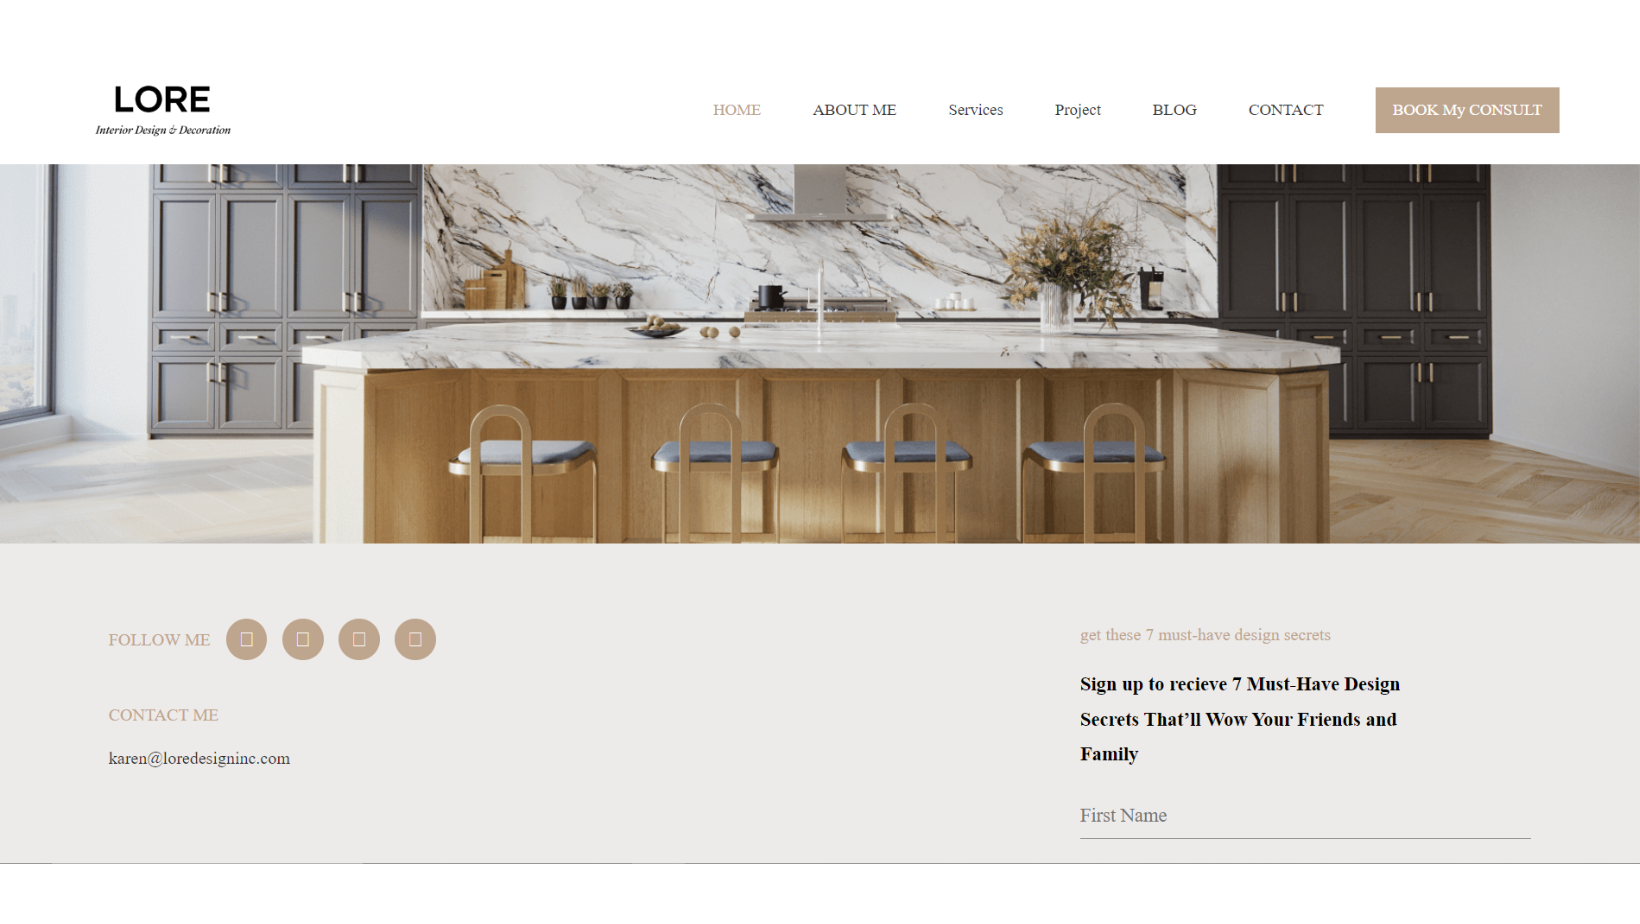 LORE
Interior Design & Decoration
HOME
ABOUT ME
Services
Project
BLOG
CONTACT
BOOK My CONSULT
FOLLOW ME
CONTACT ME
karen@loredesigninc.com
get these 7 must-have design secrets
Sign up to recieve 7 Must-Have Design
Secrets That’ll Wow Your Friends and
Family
First Name